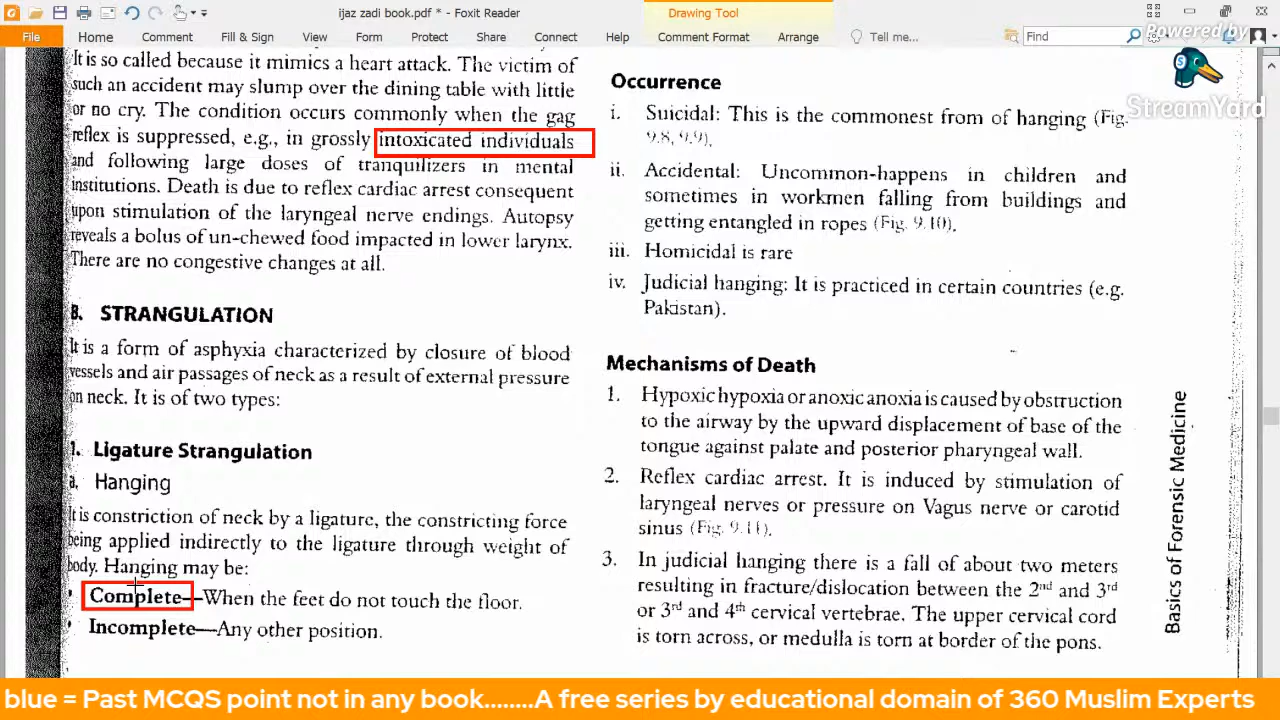 ijaz zadi book.pdf * - Foxit Reader
Drawing Tool
File
Home
Comment
Fill & Sign
View
Form
Protect
Share
Connect
Help
Comment Format
Arrange
Tell me...
Find
Powered by
StreamYard
It is so called because it mimics a heart attack. The victim of
such an accident may slump over the dining table with little
or no cry. The condition occurs commonly when the gag
reflex is suppressed, e.g., in grossly intoxicated individuals
and following large doses of tranquilizers in mental
institutions. Death is due to reflex cardiac arrest consequent
upon stimulation of the laryngeal nerve endings. Autopsy
reveals a bolus of un-chewed food impacted in lower larynx.
There are no congestive changes at all.
B. STRANGULATION
It is a form of asphyxia characterized by closure of blood
vessels and air passages of neck as a result of external pressure
on neck. It is of two types:
1. Ligature Strangulation
a. Hanging
It is constriction of neck by a ligature, the constricting force
being applied indirectly to the ligature through weight of
body. Hanging may be:
• Complete—When the feet do not touch the floor.
• Incomplete—Any other position.
Occurrence
i. Suicidal: This is the commonest from of hanging (Fig.
9.8, 9.9).
ii. Accidental: Uncommon-happens in children and
sometimes in workmen falling from buildings and
getting entangled in ropes (Fig. 9.10).
iii. Homicidal is rare
iv. Judicial hanging: It is practiced in certain countries (e.g.
Pakistan).
Mechanisms of Death
1. Hypoxic hypoxia or anoxic anoxia is caused by obstruction
to the airway by the upward displacement of base of the
tongue against palate and posterior pharyngeal wall.
2. Reflex cardiac arrest. It is induced by stimulation of
laryngeal nerves or pressure on Vagus nerve or carotid
sinus (Fig. 9.11).
3. In judicial hanging there is a fall of about two meters
resulting in fracture/dislocation between the 2nd and 3rd
or 3rd and 4th cervical vertebrae. The upper cervical cord
is torn across, or medulla is torn at border of the pons.
Basics of Forensic Medicine
blue = Past MCQS point not in any book........A free series by educational domain of 360 Muslim Experts